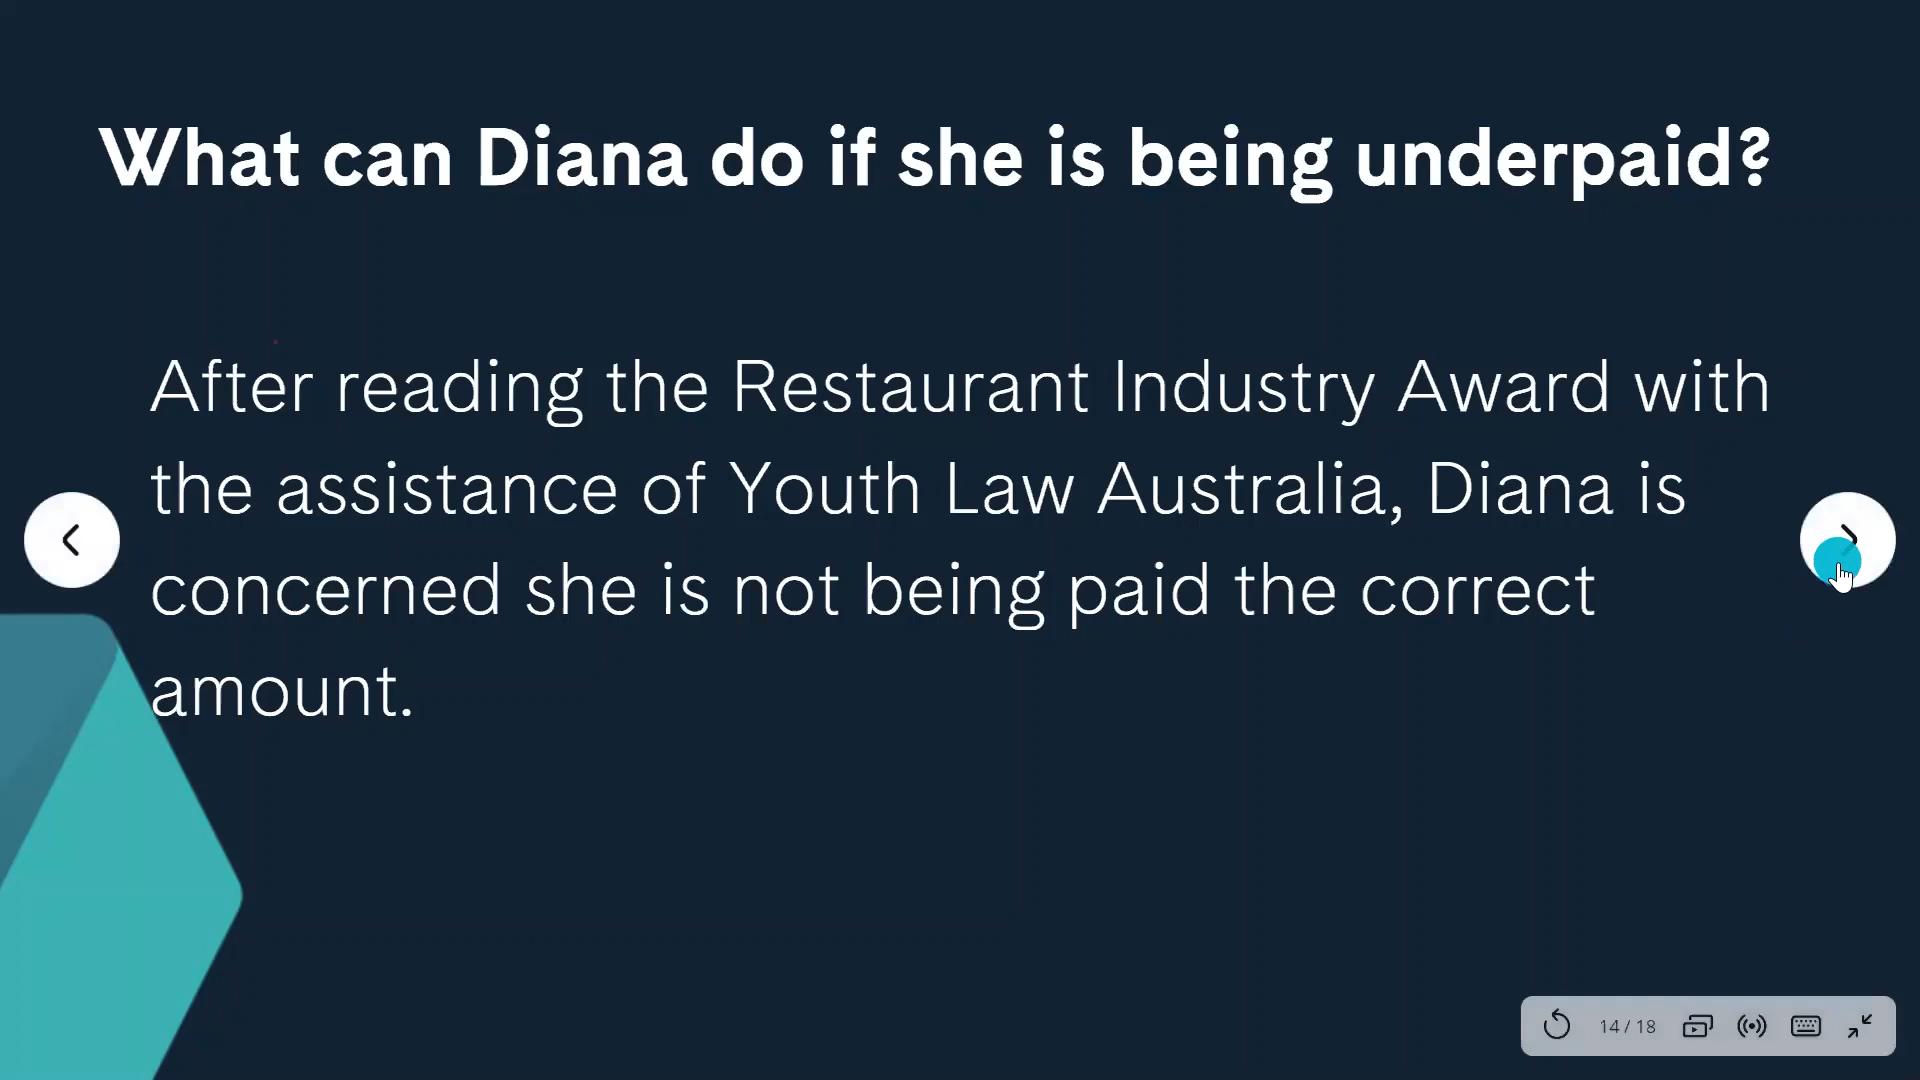 What can Diana do if she is being underpaid?
After reading the Restaurant Industry Award with
the assistance of Youth Law Australia, Diana is
concerned she is not being paid the correct
amount.
14 / 18